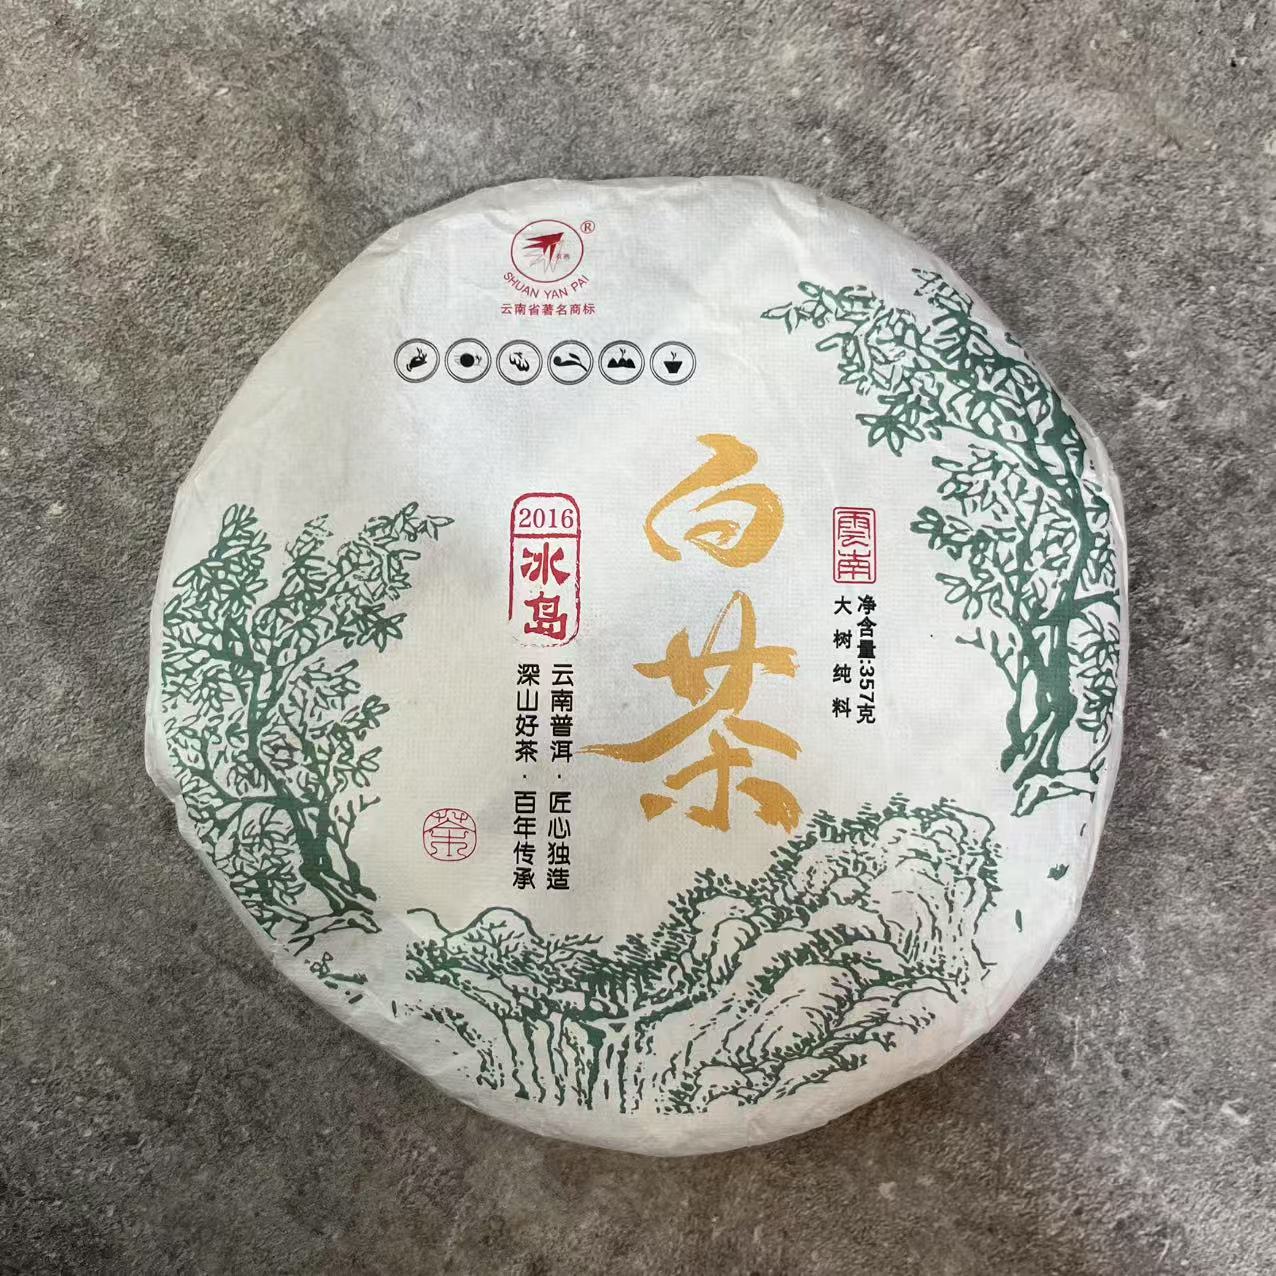 ®
SHUAN YAN PAI
云南省著名商标
白茶
雲南
净含量:357克
大树纯料
2016
冰岛
云南普洱·匠心独造
深山好茶·百年传承
茶